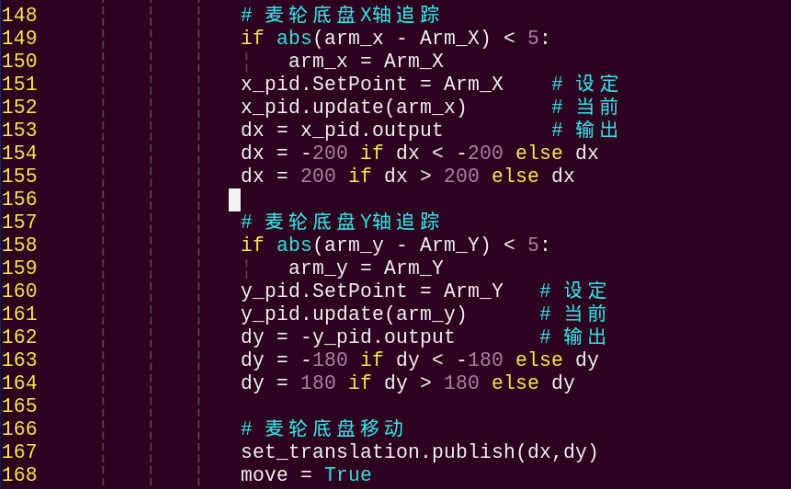 148 # 麦轮底盘X轴追踪
149 if abs(arm_x - Arm_X) < 5:
150 arm_x = Arm_X
151 x_pid.SetPoint = Arm_X # 设定
152 x_pid.update(arm_x) # 当前
153 dx = x_pid.output # 输出
154 dx = -200 if dx < -200 else dx
155 dx = 200 if dx > 200 else dx
156
157 # 麦轮底盘Y轴追踪
158 if abs(arm_y - Arm_Y) < 5:
159 arm_y = Arm_Y
160 y_pid.SetPoint = Arm_Y # 设定
161 y_pid.update(arm_y) # 当前
162 dy = -y_pid.output # 输出
163 dy = -180 if dy < -180 else dy
164 dy = 180 if dy > 180 else dy
165
166 # 麦轮底盘移动
167 set_translation.publish(dx,dy)
168 move = True